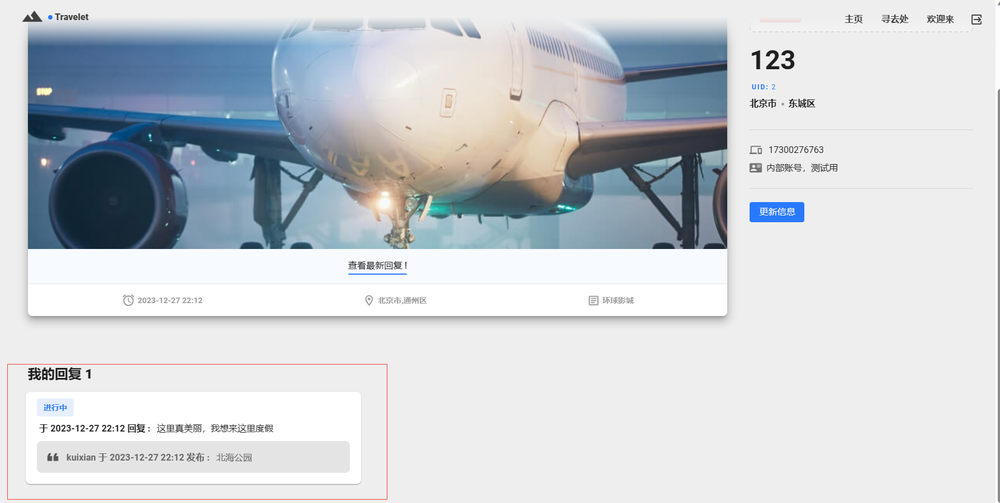 Travelet
主页 寻去处 欢迎来
STOP
查看最新回复！
2023-12-27 22:12 北京市,通州区 环球影城
123
UID: 2
北京市 • 东城区
17300276763
内部账号，测试用
更新信息
我的回复 1
进行中
于 2023-12-27 22:12 回复： 这里真美丽，我想来这里度假
kuixian 于 2023-12-27 22:12 发布： 北海公园